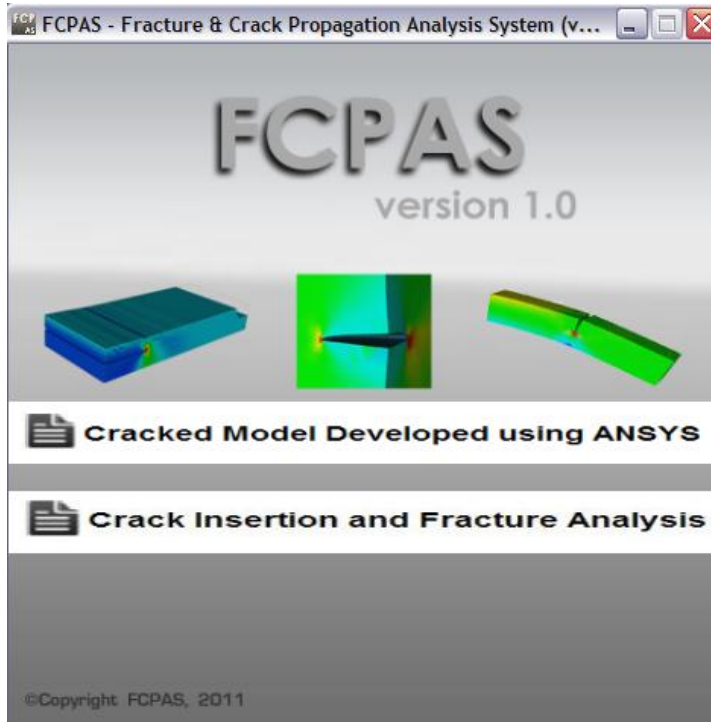 FCPAS - Fracture & Crack Propagation Analysis System (v...
FCPAS
version 1.0
Cracked Model Developed using ANSYS
Crack Insertion and Fracture Analysis
©Copyright FCPAS, 2011